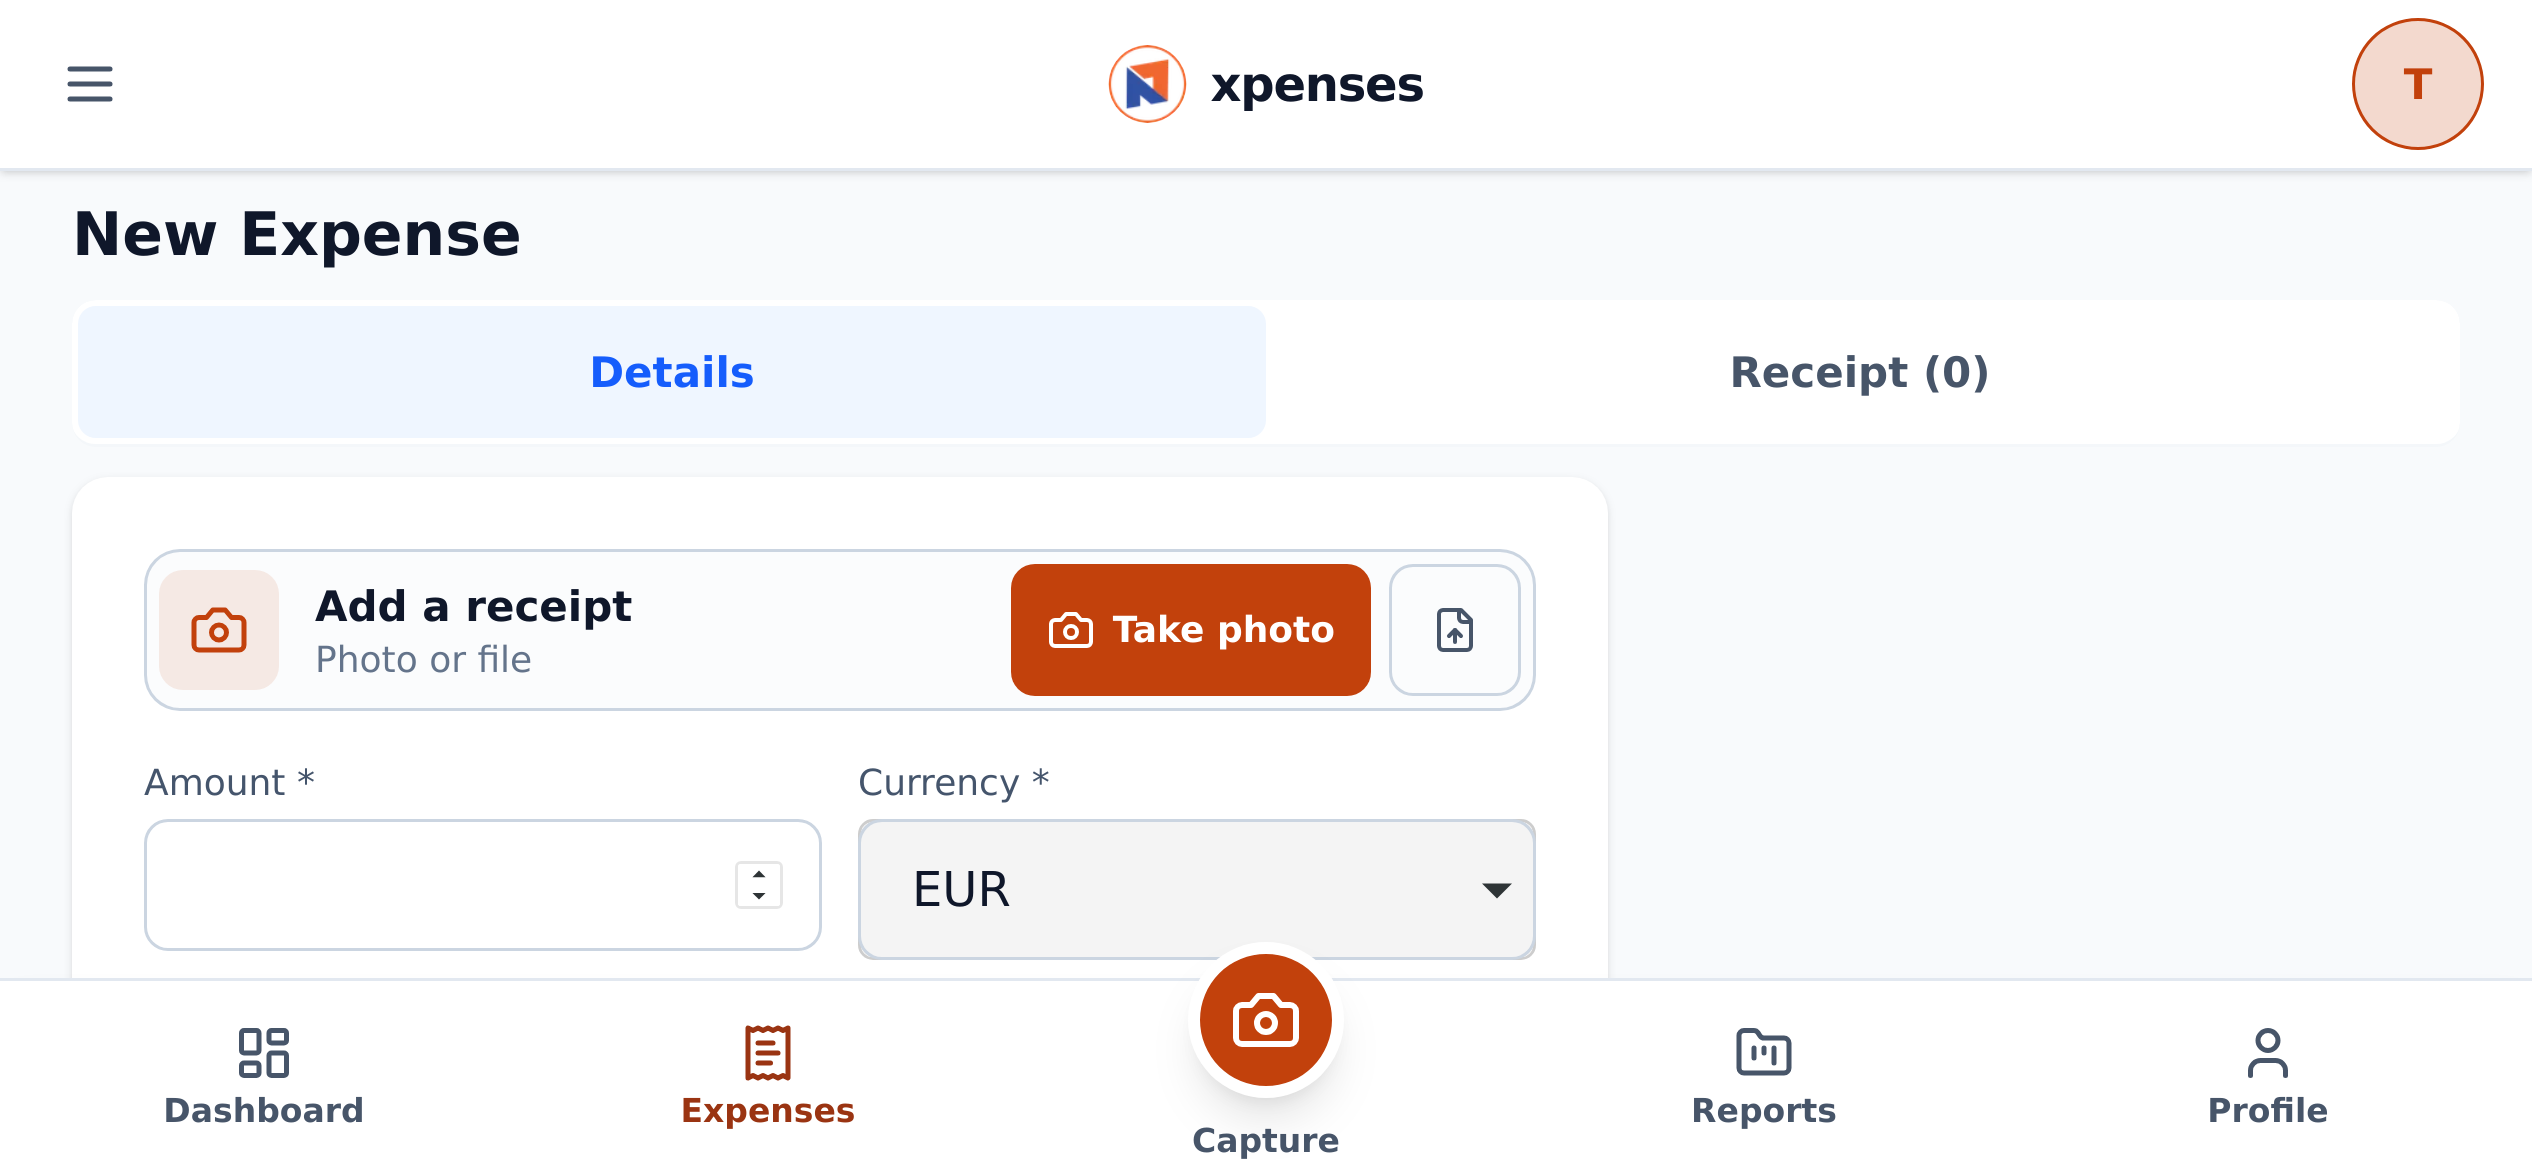 xpenses
T
New Expense
Details
Receipt (0)
Add a receipt
Photo or file
Take photo
Amount *
Currency *
EUR
Dashboard
Expenses
Capture
Reports
Profile